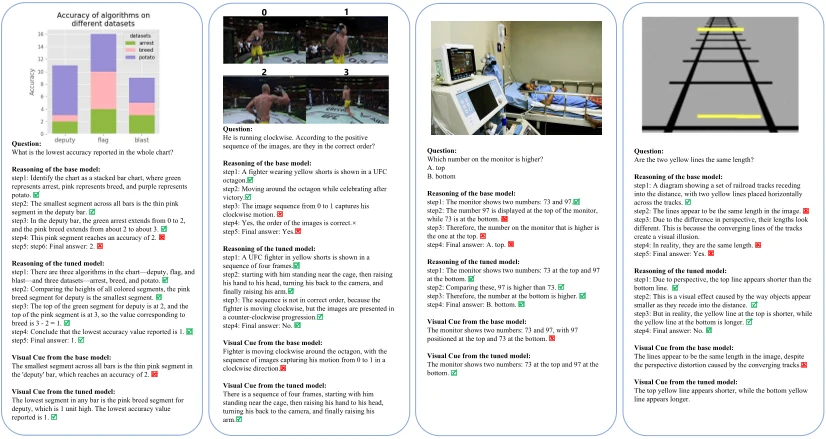 Accuracy of algorithms on
different datasets
datasets
arrest
breed
potato
Accuracy
16
14
12
10
8
6
4
2
0
deputy
flag
blast
Question:
What is the lowest accuracy reported in the whole chart?
Reasoning of the base model:
step1: Identify the chart as a stacked bar chart, where green
represents arrest, pink represents breed, and purple represents
potato. ✅
step2: The smallest segment across all bars is the thin pink
segment in the deputy bar. ✅
step3: In the deputy bar, the green arrest extends from 0 to 2,
and the pink breed extends from about 2 to about 3. ✅
step4: This pink segment reaches an accuracy of 2. ❌
step5: step6: Final answer: 2. ❌
Reasoning of the tuned model:
step1: There are three algorithms in the chart—deputy, flag, and
blast—and three datasets—arrest, breed, and potato. ✅
step2: Comparing the heights of all colored segments, the pink
breed segment for deputy is the smallest. ✅
step3: The top of the green segment for deputy is at 2, and the
top of the pink segment is at 3, so the value corresponding to
breed is 3 - 2 = 1. ✅
step4: Conclude that the lowest accuracy value reported is 1. ✅
step5: Final answer: 1. ✅
Visual Cue from the base model:
The smallest segment across all bars is the thin pink segment in
the 'deputy' bar, which reaches an accuracy of 2. ❌
Visual Cue from the tuned model:
The lowest segment in any bar is the pink breed segment for
deputy, which is 1 unit high. The lowest accuracy value
reported is 1. ✅
0 1
2 3
Question:
He is running clockwise. According to the positive
sequence of the images, are they in the correct order?
Reasoning of the base model:
step1: A fighter wearing yellow shorts is shown in a UFC
octagon.✅
step2: Moving around the octagon while celebrating after
victory.✅
step3: The image sequence from 0 to 1 captures his
clockwise motion. ❌
step4: Yes, the order of the images is correct.×
step5: Final answer: Yes.❌
Reasoning of the tuned model:
step1: A UFC fighter in yellow shorts is shown in a
sequence of four frames.✅
step2: starting with him standing near the cage, then raising
his hand to his head, turning his back to the camera, and
finally raising his arm.✅
step3: The sequence is not in correct order, because the
fighter is moving clockwise, but the images are presented in
a counter-clockwise progression.✅
step4: Final answer: No. ✅
Visual Cue from the base model:
Fighter is moving clockwise around the octagon, with the
sequence of images capturing his motion from 0 to 1 in a
clockwise direction.❌
Visual Cue from the tuned model:
There is a sequence of four frames, starting with him
standing near the cage, then raising his hand to his head,
turning his back to the camera, and finally raising his
arm.✅
Question:
Which number on the monitor is higher?
A. top
B. bottom
Reasoning of the base model:
step1: The monitor shows two numbers: 73 and 97.✅
step2: The number 97 is displayed at the top of the monitor,
while 73 is at the bottom. ❌
step3: Therefore, the number on the monitor that is higher is
the one at the top. ❌
step4: Final answer: A. top. ❌
Reasoning of the tuned model:
step1: The monitor shows two numbers: 73 at the top and 97
at the bottom. ✅
step2: Comparing these, 97 is higher than 73. ✅
step3: Therefore, the number at the bottom is higher. ✅
step4: Final answer: B. bottom. ✅
Visual Cue from the base model:
The monitor shows two numbers: 73 and 97, with 97
positioned at the top and 73 at the bottom. ❌
Visual Cue from the tuned model:
The monitor shows two numbers: 73 at the top and 97 at the
bottom. ✅
Question:
Are the two yellow lines the same length?
Reasoning of the base model:
step1: A diagram showing a set of railroad tracks receding
into the distance, with two yellow lines placed horizontally
across the tracks. ✅
step2: The lines appear to be the same length in the image. ❌
step3: Due to the difference in perspective, their lengths look
different. This is because the converging lines of the tracks
create a visual illusion.
step4: In reality, they are the same length. ❌
step5: Final answer: Yes. ❌
Reasoning of the tuned model:
step1: Due to perspective, the top line appears shorter than the
bottom line. ✅
step2: This is a visual effect caused by the way objects appear
smaller as they recede into the distance. ✅
step3: But in reality, the yellow line at the top is shorter, while
the yellow line at the bottom is longer. ✅
step4: Final answer: No. ✅
Visual Cue from the base model:
The lines appear to be the same length in the image, despite
the perspective distortion caused by the converging tracks.❌
Visual Cue from the tuned model:
The top yellow line appears shorter, while the bottom yellow
line appears longer.